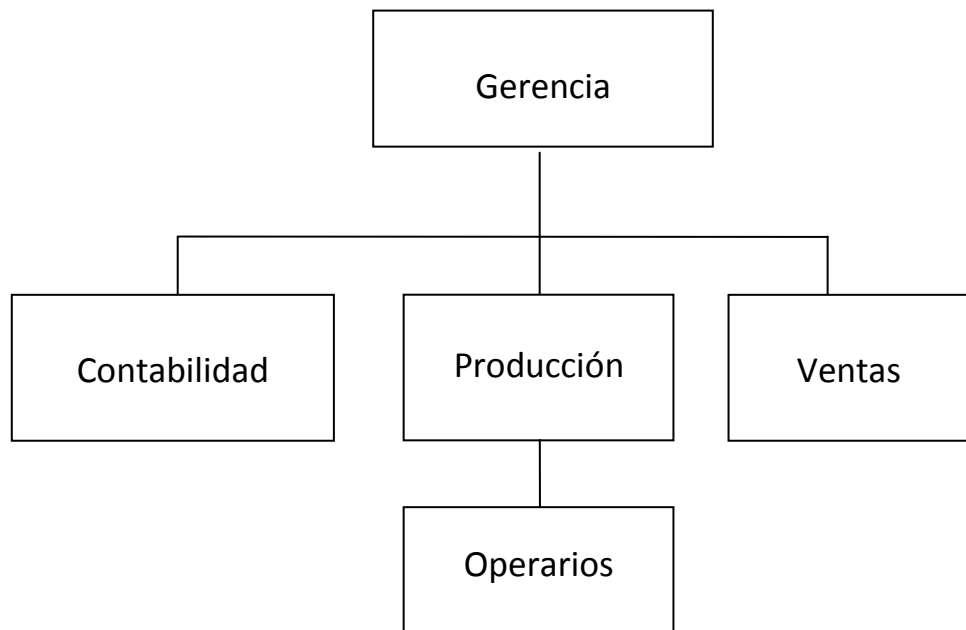 Gerencia
Contabilidad
Producción
Ventas
Operarios